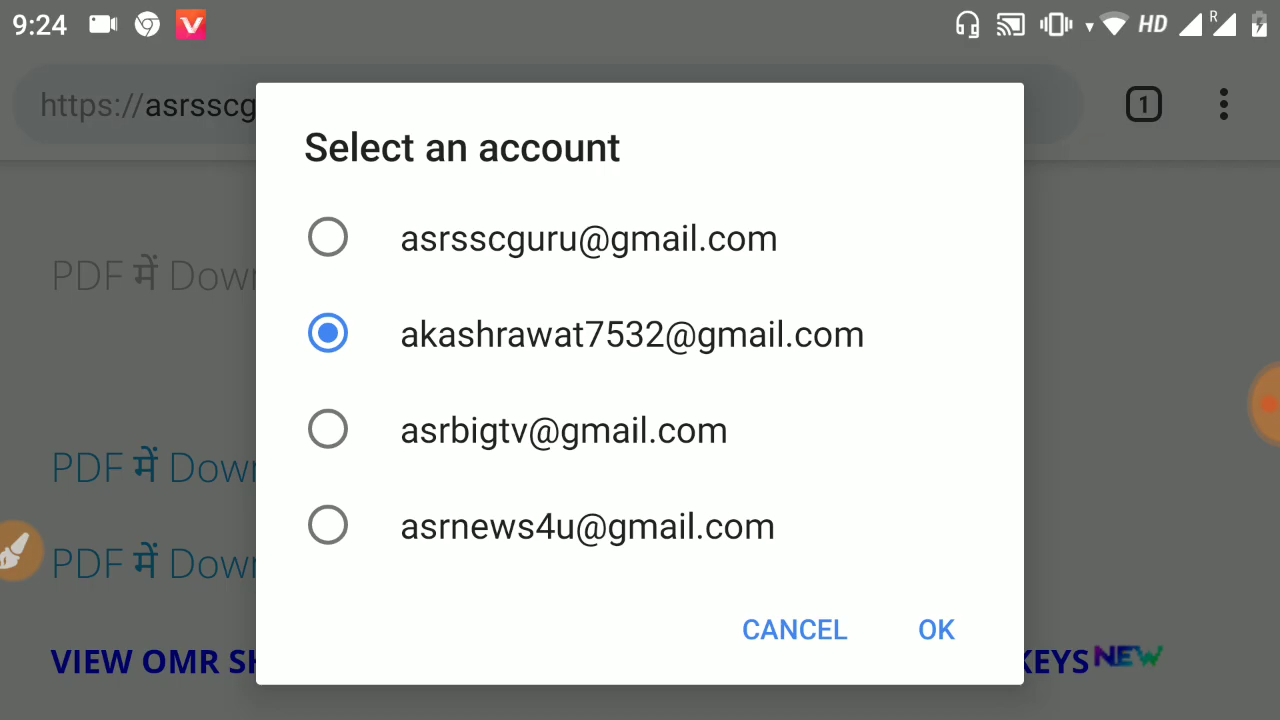 9:24 HD R
https://asrsscg 1
Select an account
asrsscguru@gmail.com
PDF में Down
akashrawat7532@gmail.com
asrbigtv@gmail.com
PDF में Down
asrnews4u@gmail.com
PDF में Down
CANCEL OK
VIEW OMR SH KEYS NEW